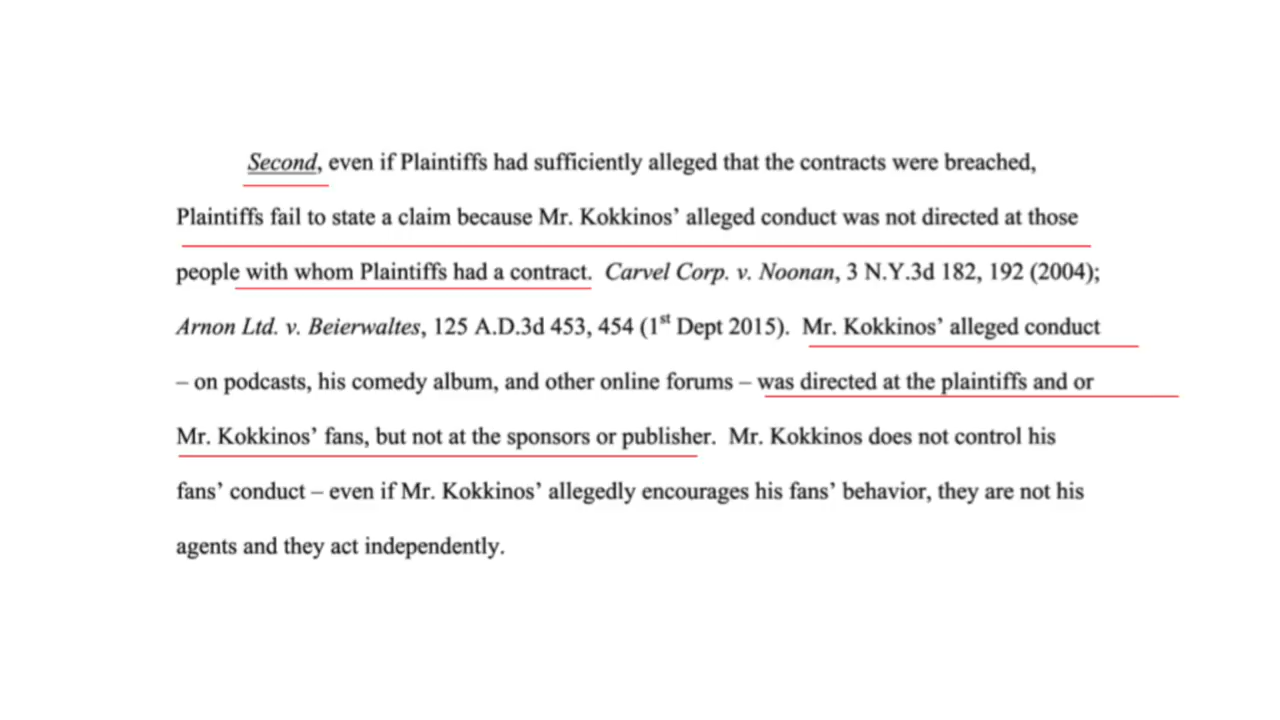 Second, even if Plaintiffs had sufficiently alleged that the contracts were breached,
Plaintiffs fail to state a claim because Mr. Kokkinos’ alleged conduct was not directed at those
people with whom Plaintiffs had a contract. Carvel Corp. v. Noonan, 3 N.Y.3d 182, 192 (2004);
Arnon Ltd. v. Beierwaltes, 125 A.D.3d 453, 454 (1st Dept 2015). Mr. Kokkinos’ alleged conduct
– on podcasts, his comedy album, and other online forums – was directed at the plaintiffs and or
Mr. Kokkinos’ fans, but not at the sponsors or publisher. Mr. Kokkinos does not control his
fans’ conduct – even if Mr. Kokkinos’ allegedly encourages his fans’ behavior, they are not his
agents and they act independently.